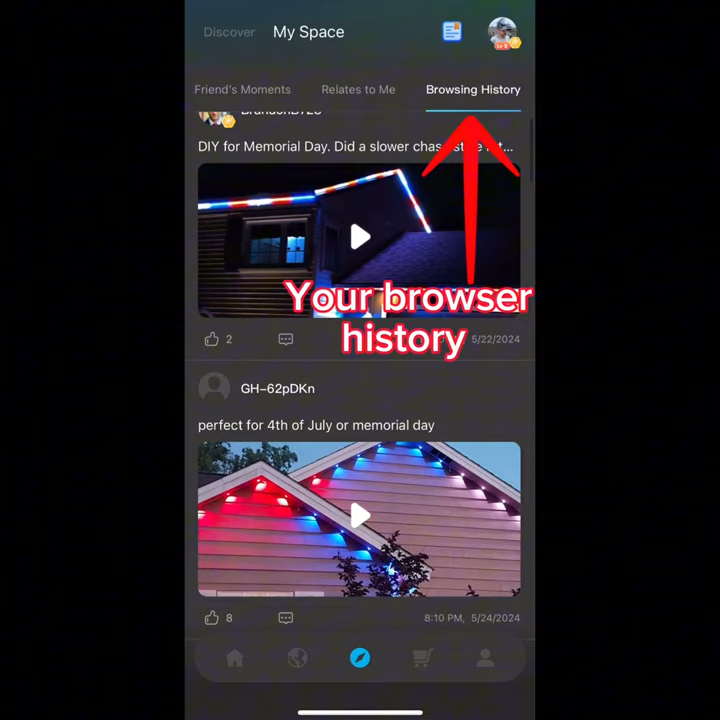 Discover My Space
Lv 6
Friend's Moments Relates to Me Browsing History
DIY for Memorial Day. Did a slower chas
Your browser
history
2 5/22/2024
GH-62pDKn
perfect for 4th of July or memorial day
8 8:10 PM, 5/24/2024